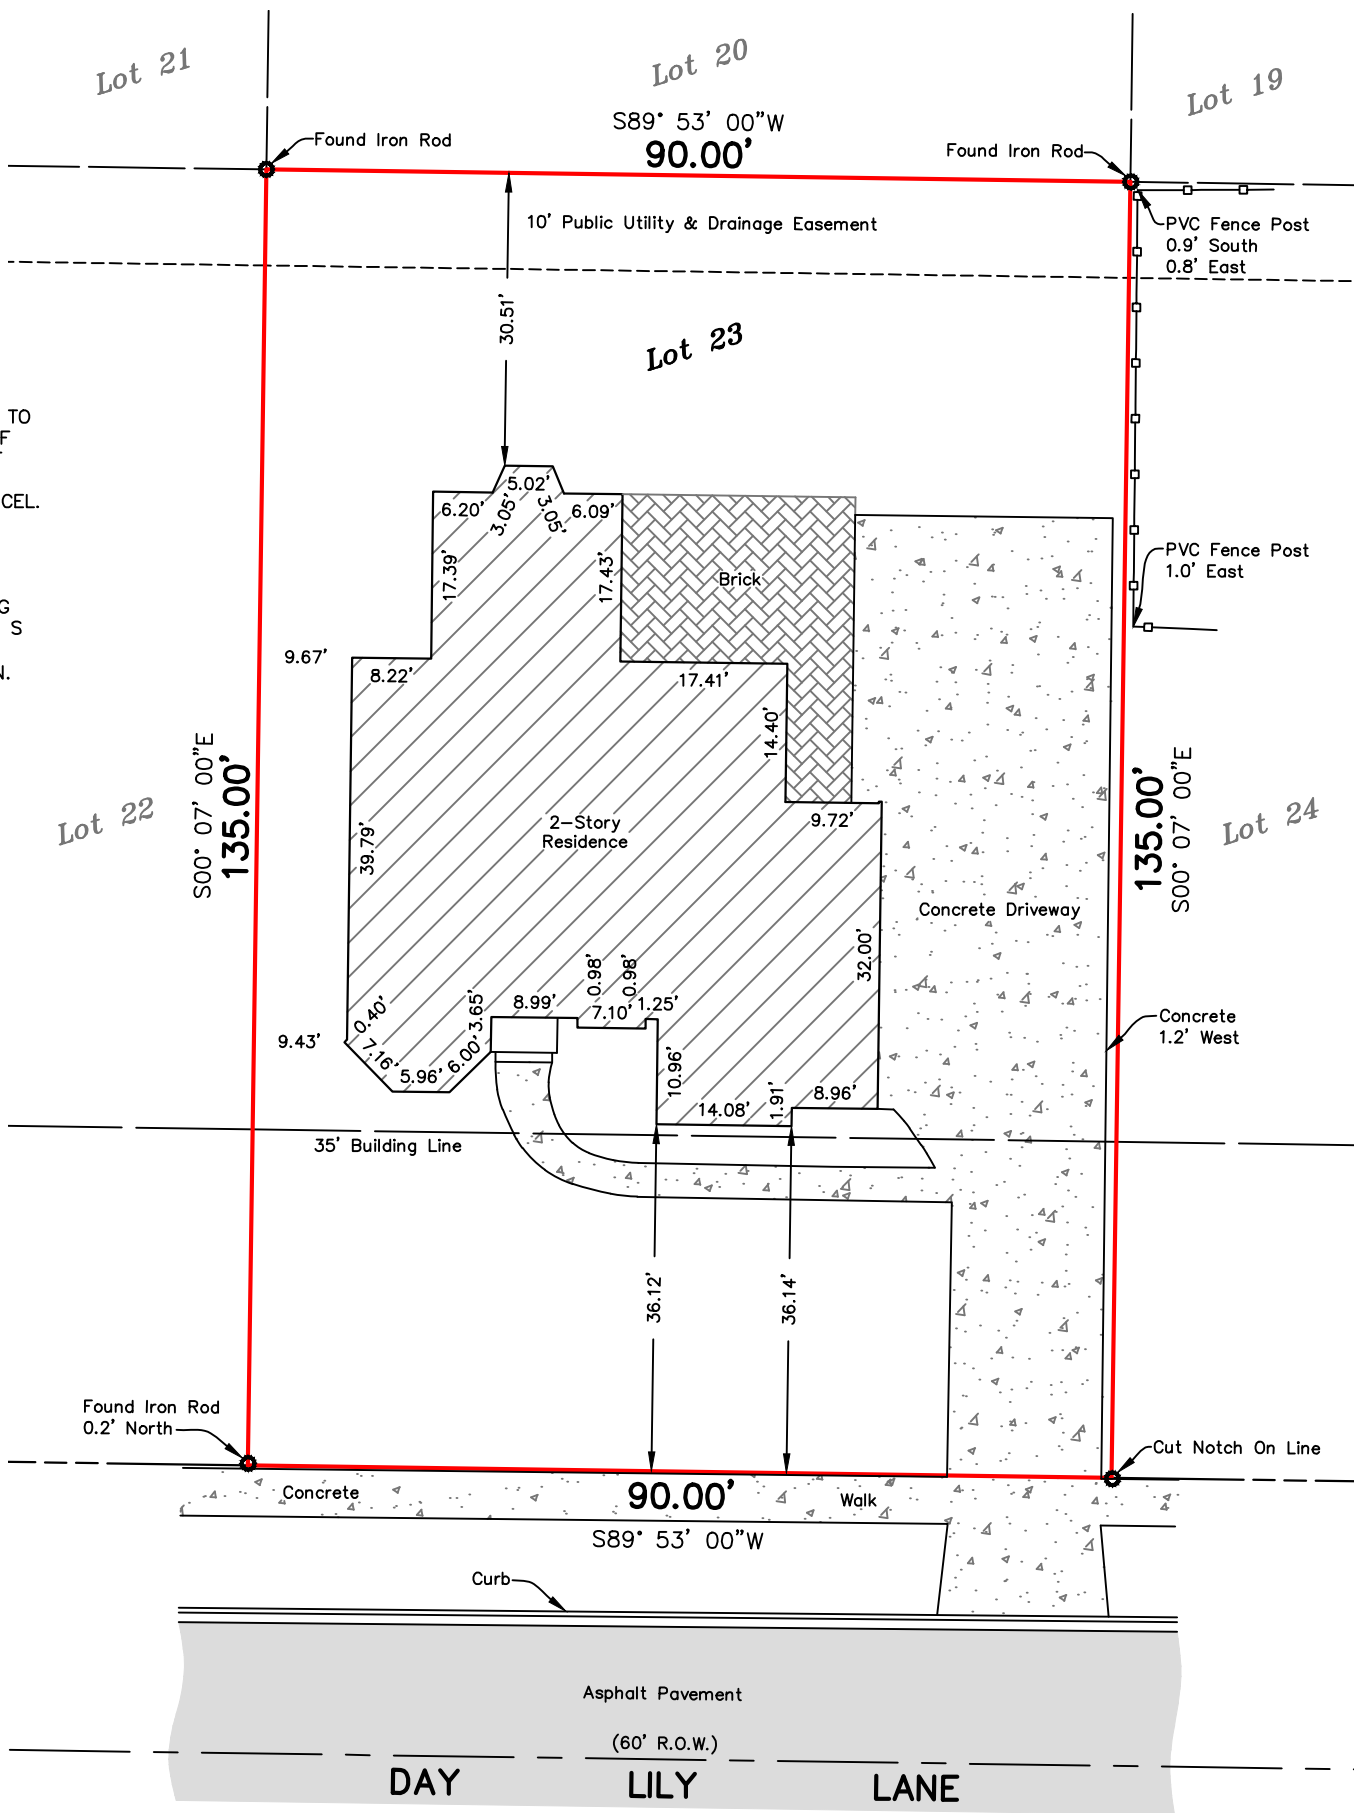 Lot 21
Lot 20
Lot 19
S89° 53' 00"W
90.00'
Found Iron Rod
Found Iron Rod
10' Public Utility & Drainage Easement
PVC Fence Post
0.9' South
0.8' East
30.51'
Lot 23
TO
F
CEL.
G
S
N.
5.02'
6.20'
3.05'
3.05'
6.09'
17.39'
17.43'
Brick
PVC Fence Post
1.0' East
9.67'
8.22'
17.41'
14.40'
S00° 07' 00"E
135.00'
135.00'
S00° 07' 00"E
Lot 22
Lot 24
39.79'
2-Story
Residence
9.72'
Concrete Driveway
32.00'
0.98'
0.98'
8.99'
7.10'
1.25'
3.65'
0.40'
9.43'
7.16'
5.96'
6.00'
10.96'
14.08'
1.91'
8.96'
Concrete
1.2' West
35' Building Line
36.12'
36.14'
Found Iron Rod
0.2' North
Cut Notch On Line
Concrete
90.00'
Walk
S89° 53' 00"W
Curb
Asphalt Pavement
(60' R.O.W.)
DAY LILY LANE